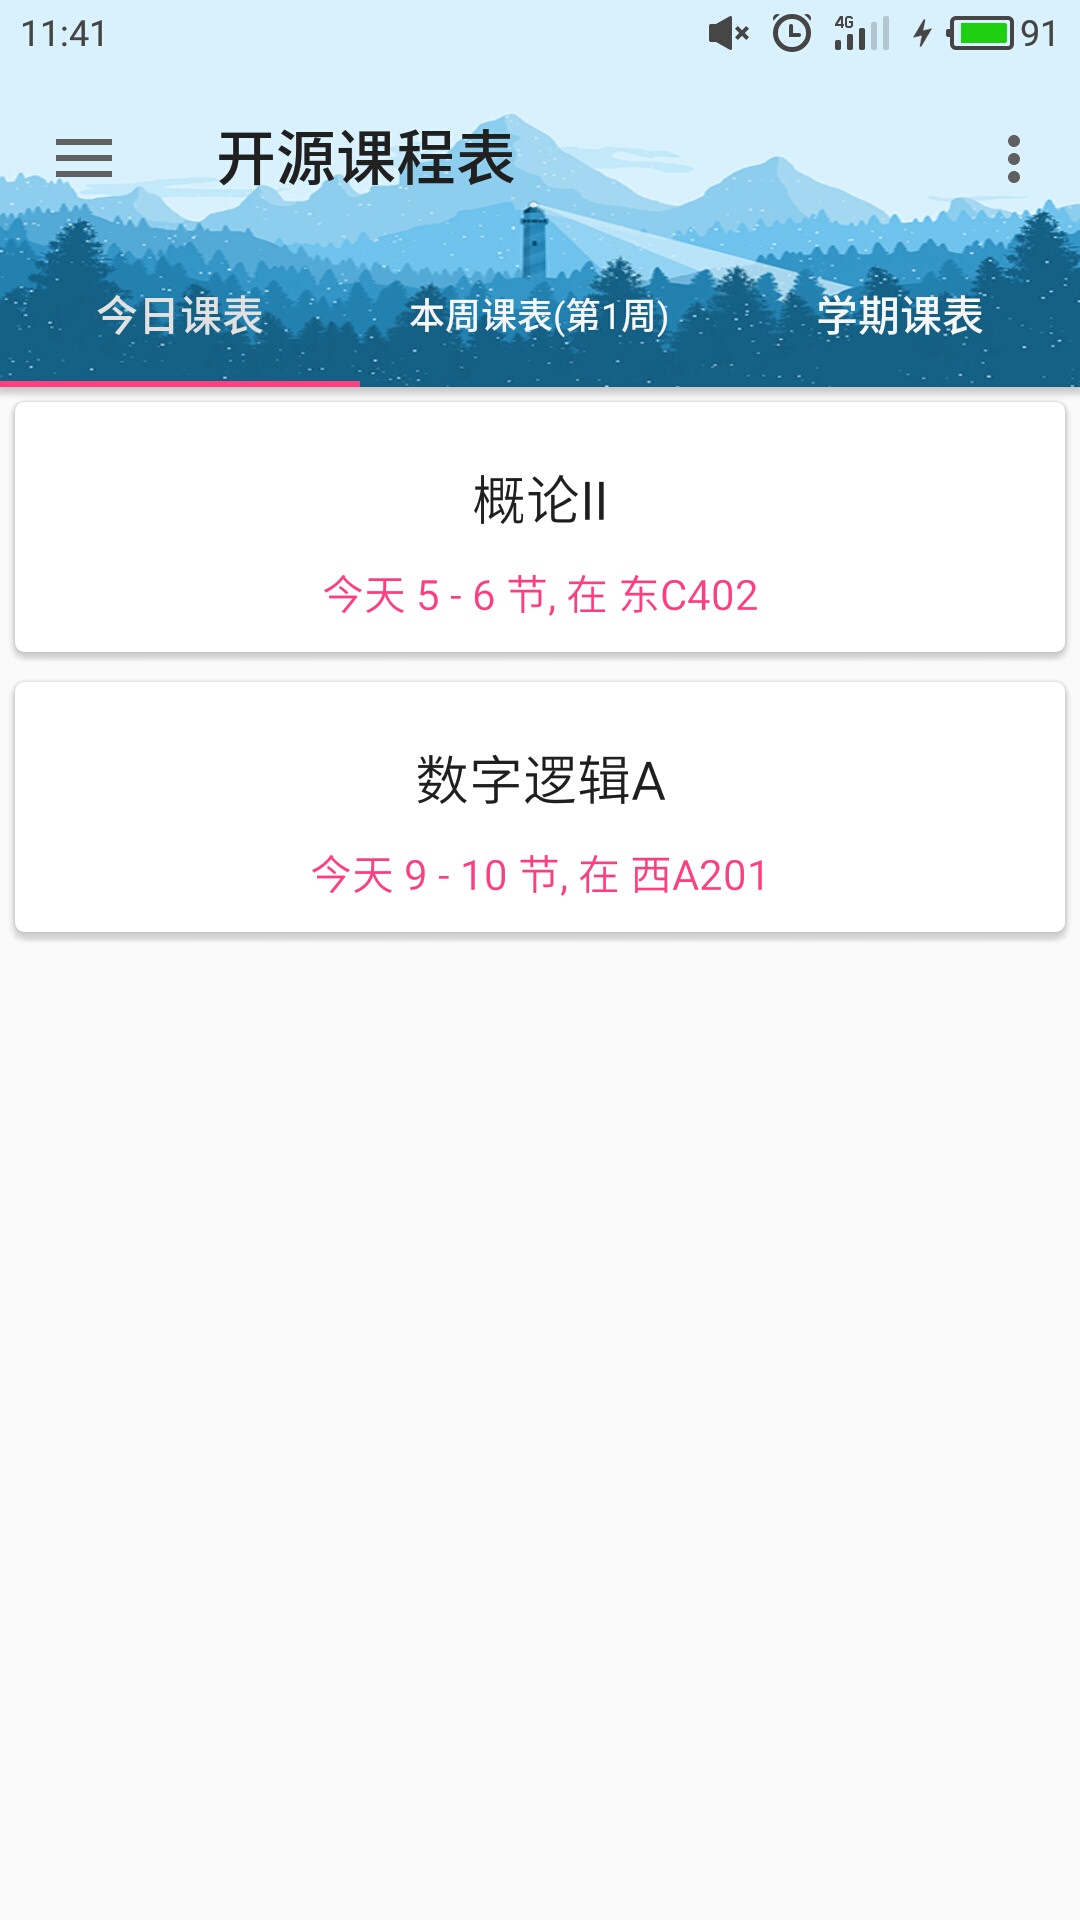 11:41 4G 91
开源课程表
今日课表 本周课表(第1周) 学期课表
概论II
今天 5 - 6 节, 在 东C402
数字逻辑A
今天 9 - 10 节, 在 西A201